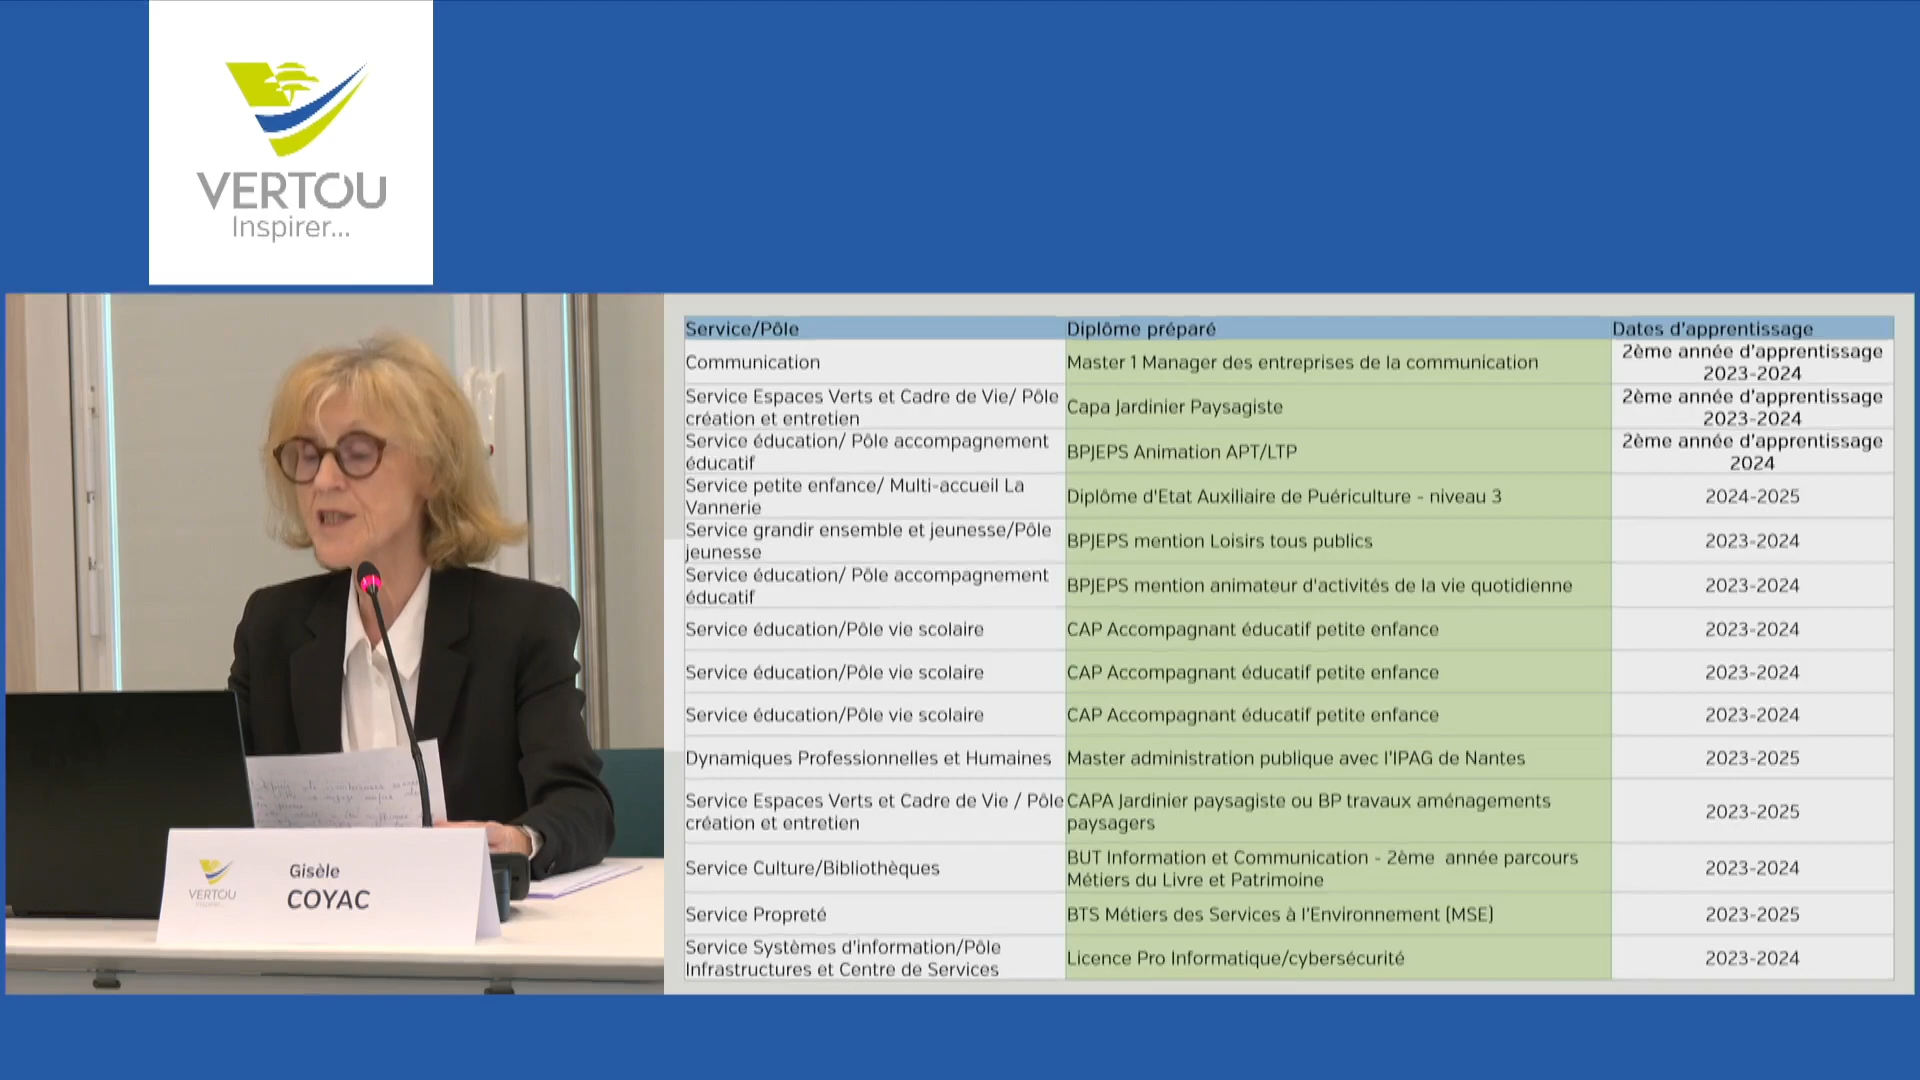 VERTOU
Inspirer...
Service/Pôle Diplôme préparé Dates d'apprentissage
Communication Master 1 Manager des entreprises de la communication 2ème année d'apprentissage
2023-2024
Service Espaces Verts et Cadre de Vie/ Pôle
création et entretien Capa Jardinier Paysagiste 2ème année d'apprentissage
2023-2024
Service éducation/ Pôle accompagnement
éducatif BPJEPS Animation APT/LTP 2ème année d'apprentissage
2024
Service petite enfance/ Multi-accueil La
Vannerie Diplôme d'Etat Auxiliaire de Puériculture - niveau 3 2024-2025
Service grandir ensemble et jeunesse/Pôle
jeunesse BPJEPS mention Loisirs tous publics 2023-2024
Service éducation/ Pôle accompagnement
éducatif BPJEPS mention animateur d'activités de la vie quotidienne 2023-2024
Service éducation/Pôle vie scolaire CAP Accompagnant éducatif petite enfance 2023-2024
Service éducation/Pôle vie scolaire CAP Accompagnant éducatif petite enfance 2023-2024
Service éducation/Pôle vie scolaire CAP Accompagnant éducatif petite enfance 2023-2024
Dynamiques Professionnelles et Humaines Master administration publique avec l'IPAG de Nantes 2023-2025
Service Espaces Verts et Cadre de Vie / Pôle
création et entretien CAPA Jardinier paysagiste ou BP travaux aménagements
paysagers 2023-2025
Service Culture/Bibliothèques BUT Information et Communication - 2ème année parcours
Métiers du Livre et Patrimoine 2023-2024
Service Propreté BTS Métiers des Services à l'Environnement (MSE) 2023-2025
Service Systèmes d'information/Pôle
Infrastructures et Centre de Services Licence Pro Informatique/cybersécurité 2023-2024
VERTOU
Gisèle
COYAC